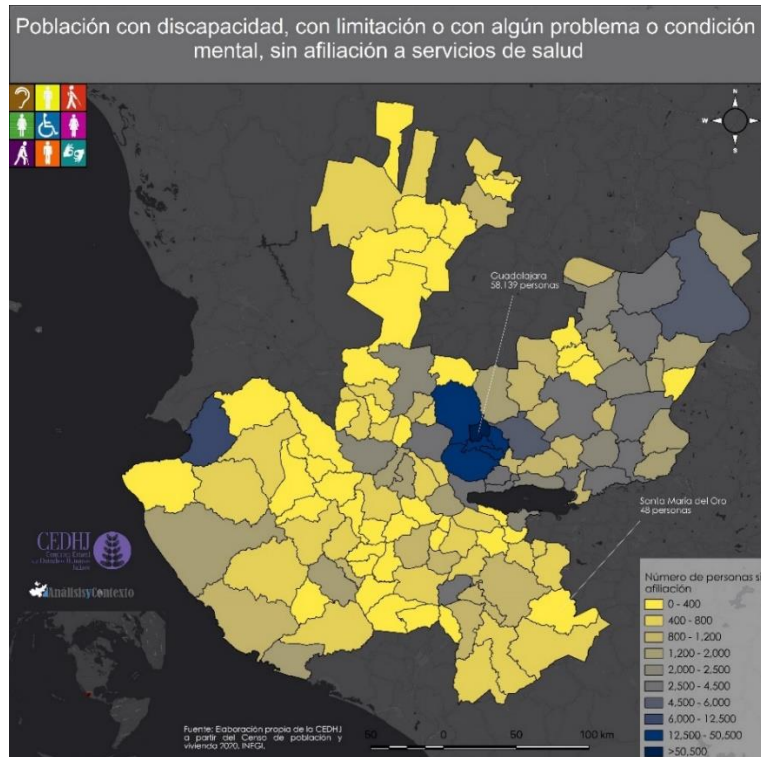 Población con discapacidad, con limitación o con algún problema o condición
mental, sin afiliación a servicios de salud
N
W
S
Guadalajara
58,139 personas
Santa María del Oro
48 personas
CEDHJ
AnálisisyContexto
Número de personas si
afiliación
0 - 400
400 - 800
800 - 1,200
1,200 - 2,000
2,000 - 2,500
2,500 - 4,500
4,500 - 6,000
6,000 - 12,500
12,500 - 50,500
>50,500
Fuente: Elaboración propia de la CEDHJ
a partir del Censo de población y
vivienda 2020, INEGI.
50
0
50
100 km